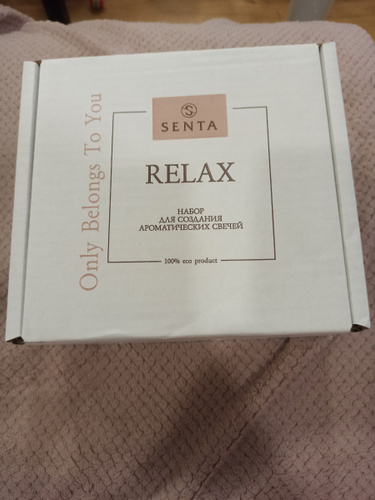 Only Belongs To You
SENTA
RELAX
НАБОР
ДЛЯ СОЗДАНИЯ
АРОМАТИЧЕСКИХ СВЕЧЕЙ
100% eco product